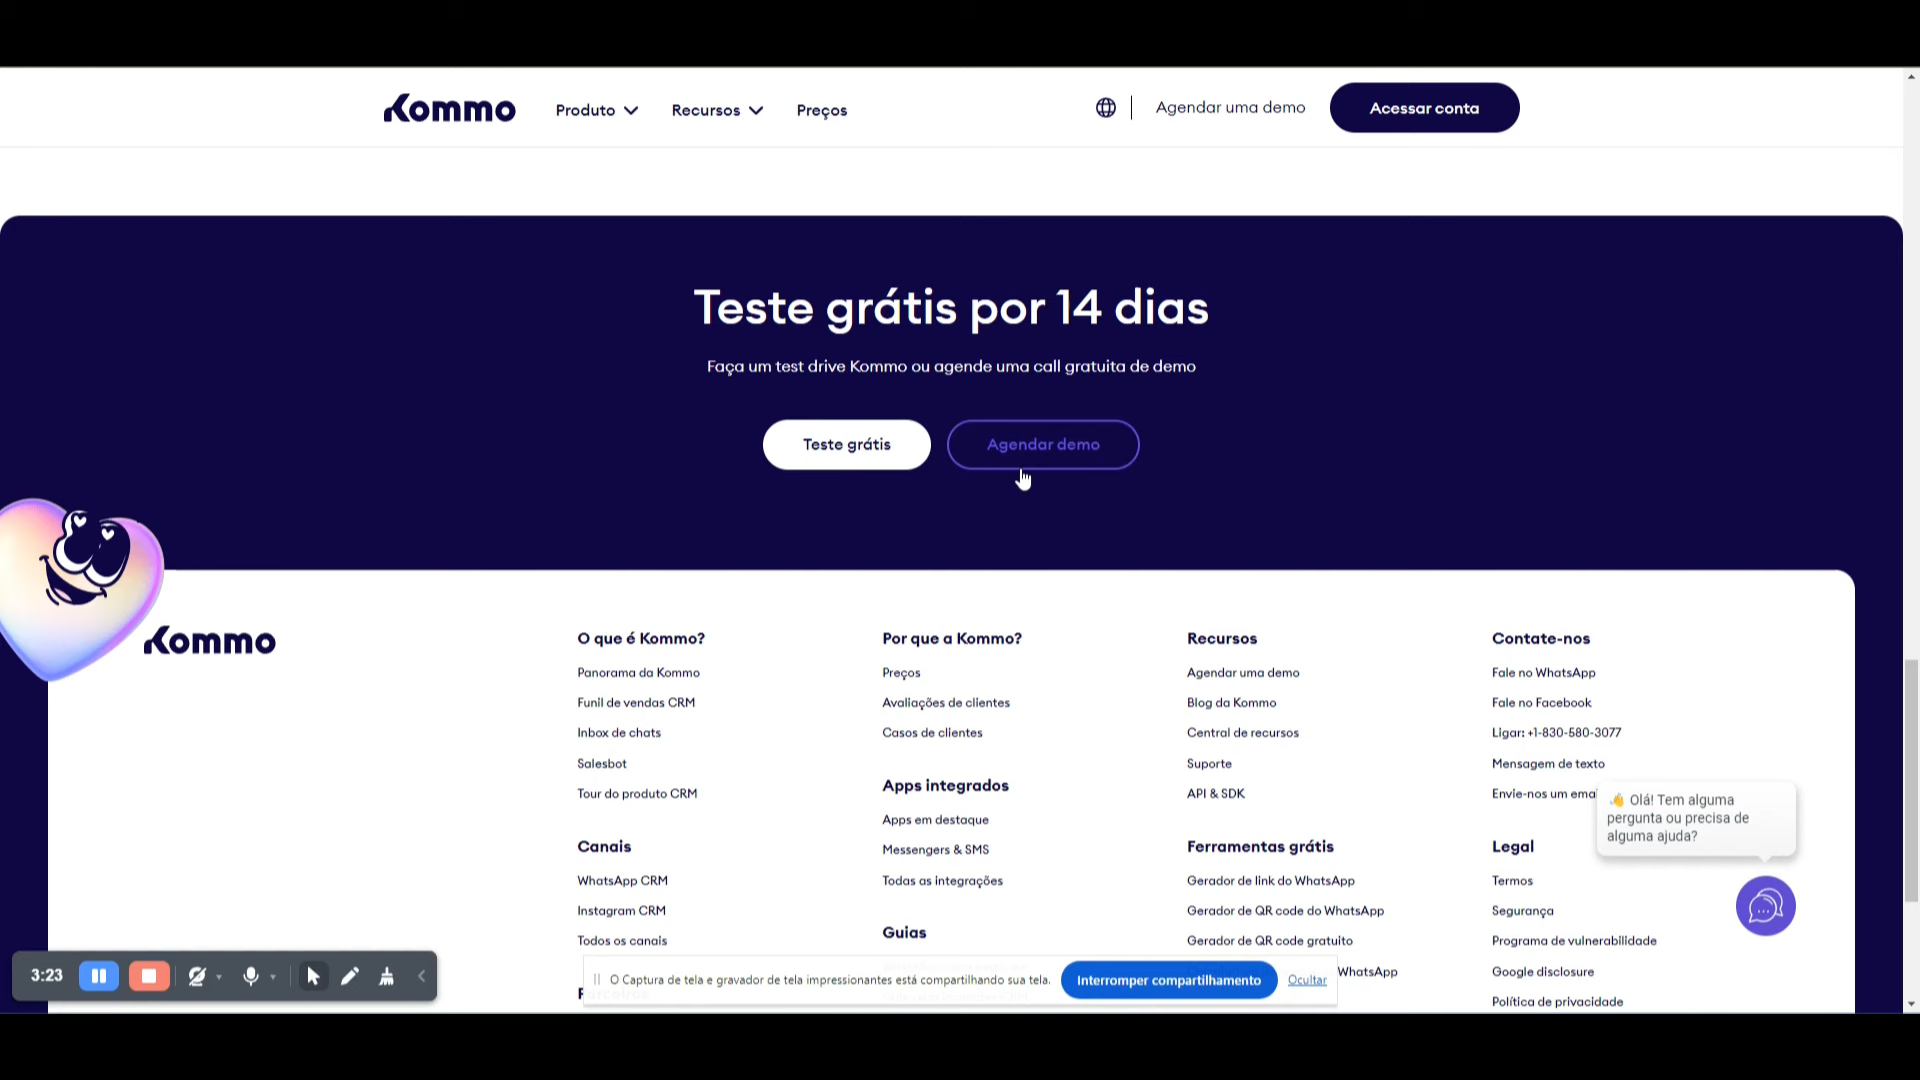 Kommo
Produto
Recursos
Preços
Agendar uma demo
Acessar conta
Teste grátis por 14 dias
Faça um test drive Kommo ou agende uma call gratuita de demo
Teste grátis
Agendar demo
Kommo
O que é Kommo?
Panorama da Kommo
Funil de vendas CRM
Inbox de chats
Salesbot
Tour do produto CRM
Canais
WhatsApp CRM
Instagram CRM
Todos os canais
Parceiros
Por que a Kommo?
Preços
Avaliações de clientes
Casos de clientes
Apps integrados
Apps em destaque
Messengers & SMS
Todas as integrações
Guias
Recursos
Agendar uma demo
Blog da Kommo
Central de recursos
Suporte
API & SDK
Ferramentas grátis
Gerador de link do WhatsApp
Gerador de QR code do WhatsApp
Gerador de QR code gratuito
WhatsApp
Contate-nos
Fale no WhatsApp
Fale no Facebook
Ligar: +1-830-580-3077
Mensagem de texto
Envie-nos um ema
Legal
Termos
Segurança
Programa de vulnerabilidade
Google disclosure
Política de privacidade
👋 Olá! Tem alguma
pergunta ou precisa de
alguma ajuda?
3:23
O Captura de tela e gravador de tela impressionantes está compartilhando sua tela.
Interromper compartilhamento
Ocultar